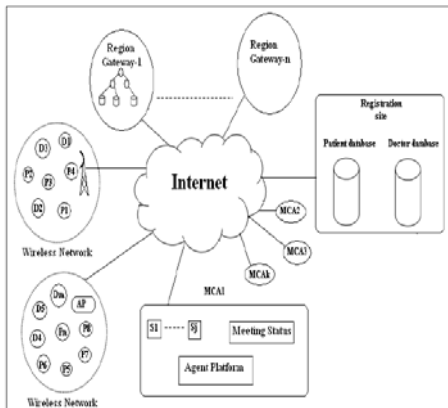 Region
Gateway-1
Region
Gateway-n
Registration
size
Patient database
Doctor database
D3
D1
P2
P3
P4
D2
P1
Wireless Network
Internet
MCA2
MCA3
MCAk
MCA1
Dm
AP
D5
D4
Pn
P8
P7
P6
P5
Wireless Network
S1
Sj
Meeting Status
Agent Platform